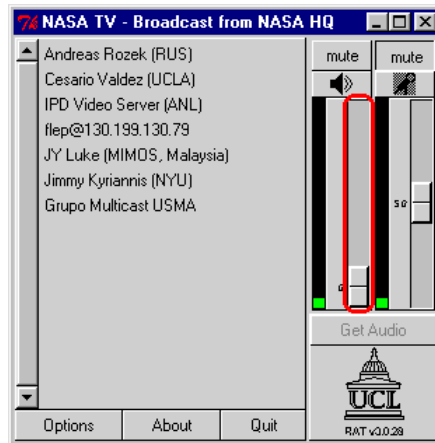 NASA TV - Broadcast from NASA HQ
Andreas Rozek (RUS)
Cesario Valdez (UCLA)
IPD Video Server (ANL)
flep@130.199.130.79
JY Luke (MIMOS, Malaysia)
Jimmy Kyriannis (NYU)
Grupo Multicast USMA
mute
mute
50
Get Audio
UCL
RAT v3.0.28
Options
About
Quit